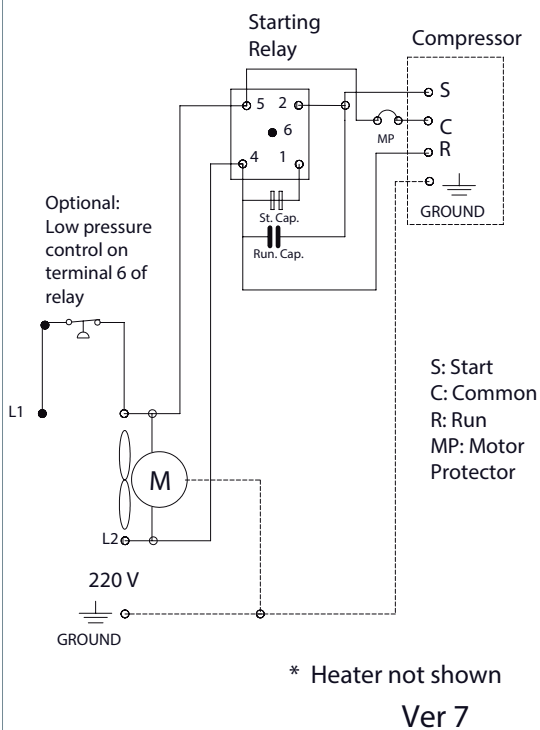 Starting
Relay
Compressor
5 2
6
4 1
S
C
R
MP
GROUND
St. Cap.
Run. Cap.
Optional:
Low pressure
control on
terminal 6 of
relay
L1
M
L2
220 V
GROUND
S: Start
C: Common
R: Run
MP: Motor
Protector
* Heater not shown
Ver 7